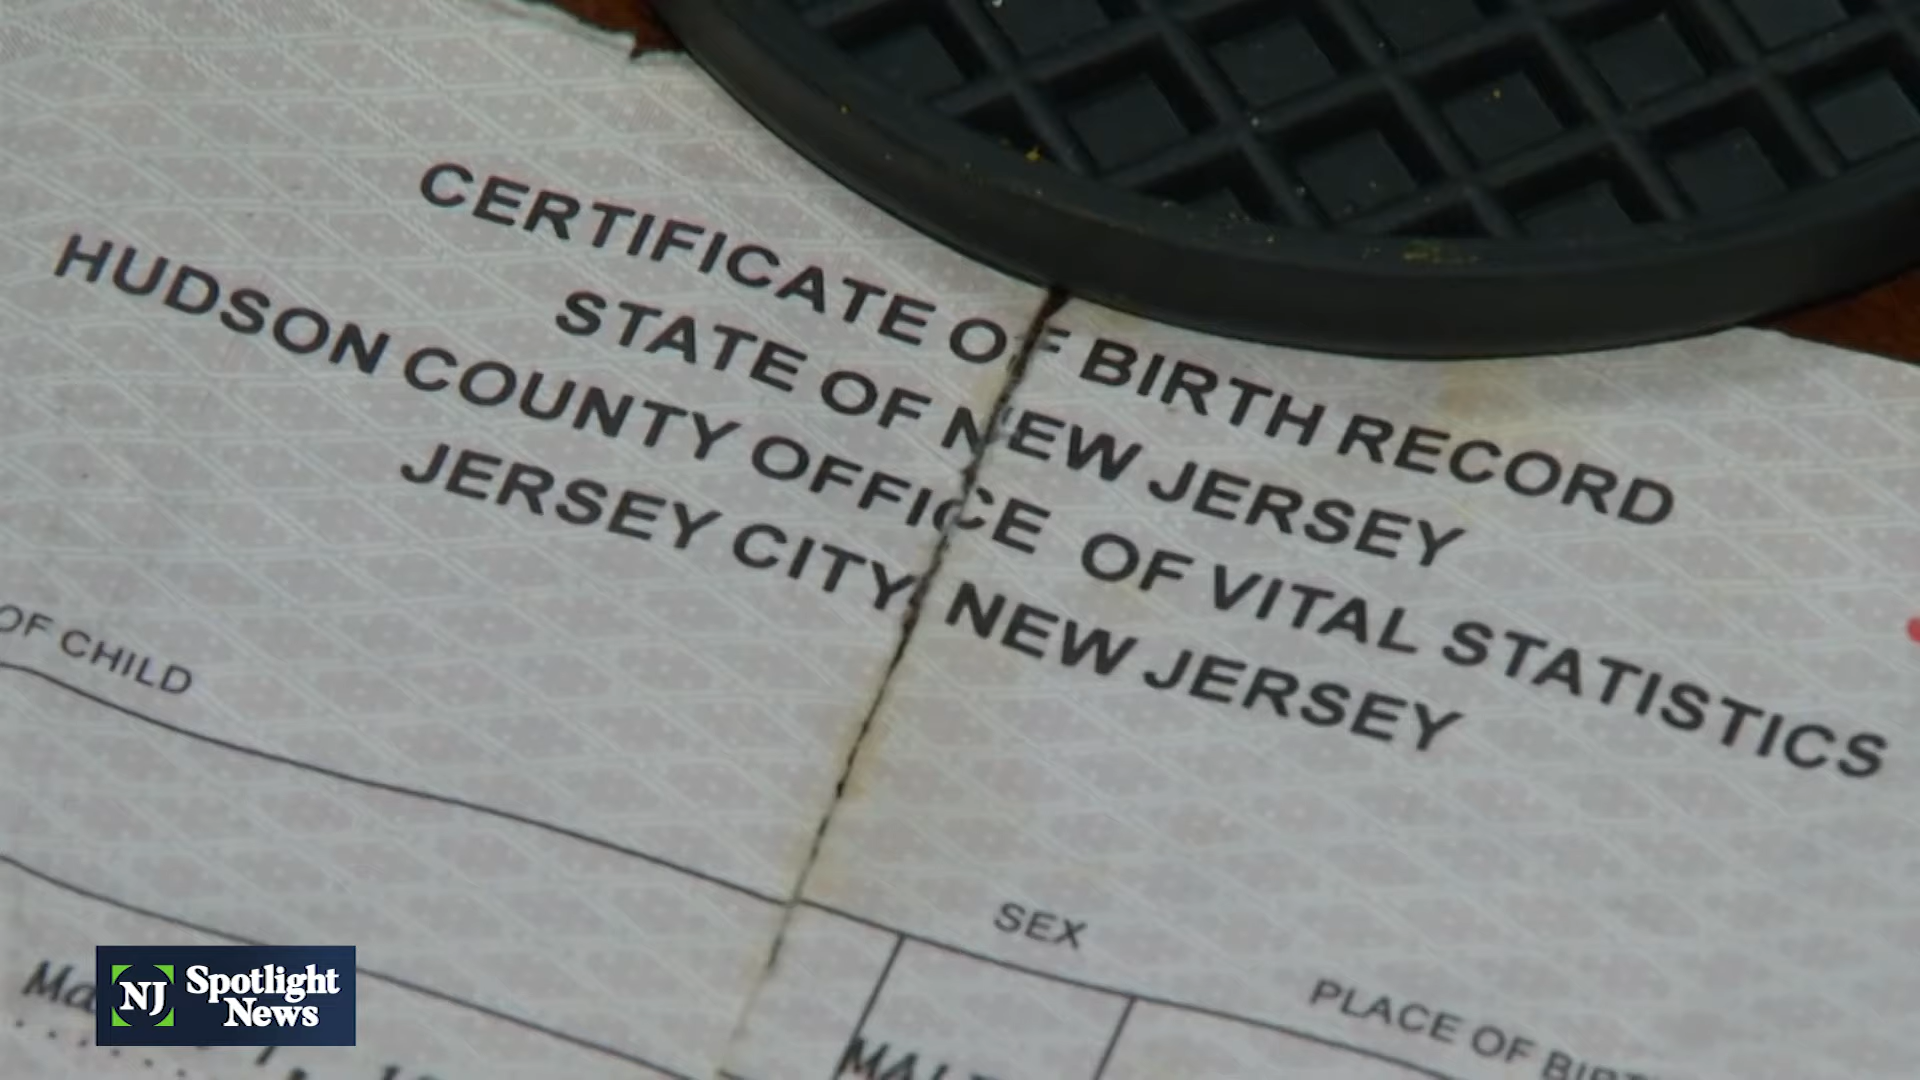 CERTIFICATE OF BIRTH RECORD
STATE OF NEW JERSEY
HUDSON COUNTY OFFICE OF VITAL STATISTICS
JERSEY CITY, NEW JERSEY
OF CHILD
SEX
PLACE OF
MALE
NJ Spotlight
News